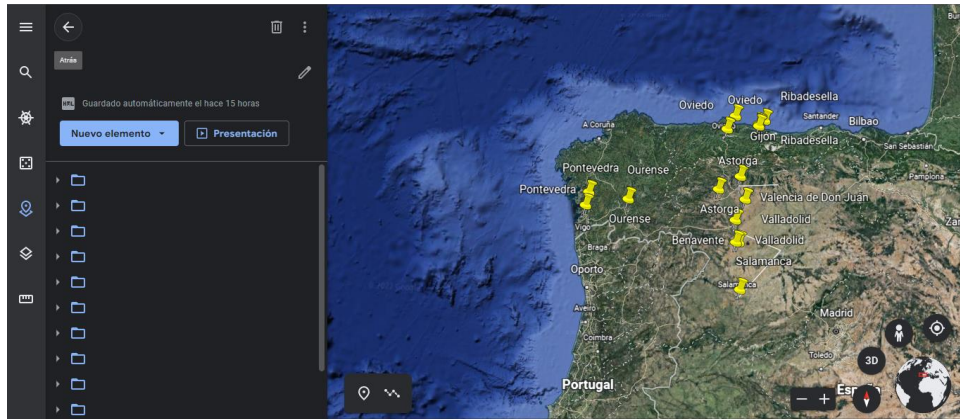 Atrás
KML Guardado automáticamente el hace 15 horas
Nuevo elemento
Presentación
Oviedo
Oviedo
Ribadesella
A Coruña
Gijón
Santander
Bilbao
Ribadesella
San Sebastián
Pontevedra
Ourense
Astorga
Pamplona
Pontevedra
Astorga
Valencia de Don Juan
Ourense
Valladolid
Vigo
Benavente
Valladolid
Braga
Oporto
Salamanca
Salamanca
Aveiro
Madrid
Coimbra
Toledo
3D
Portugal